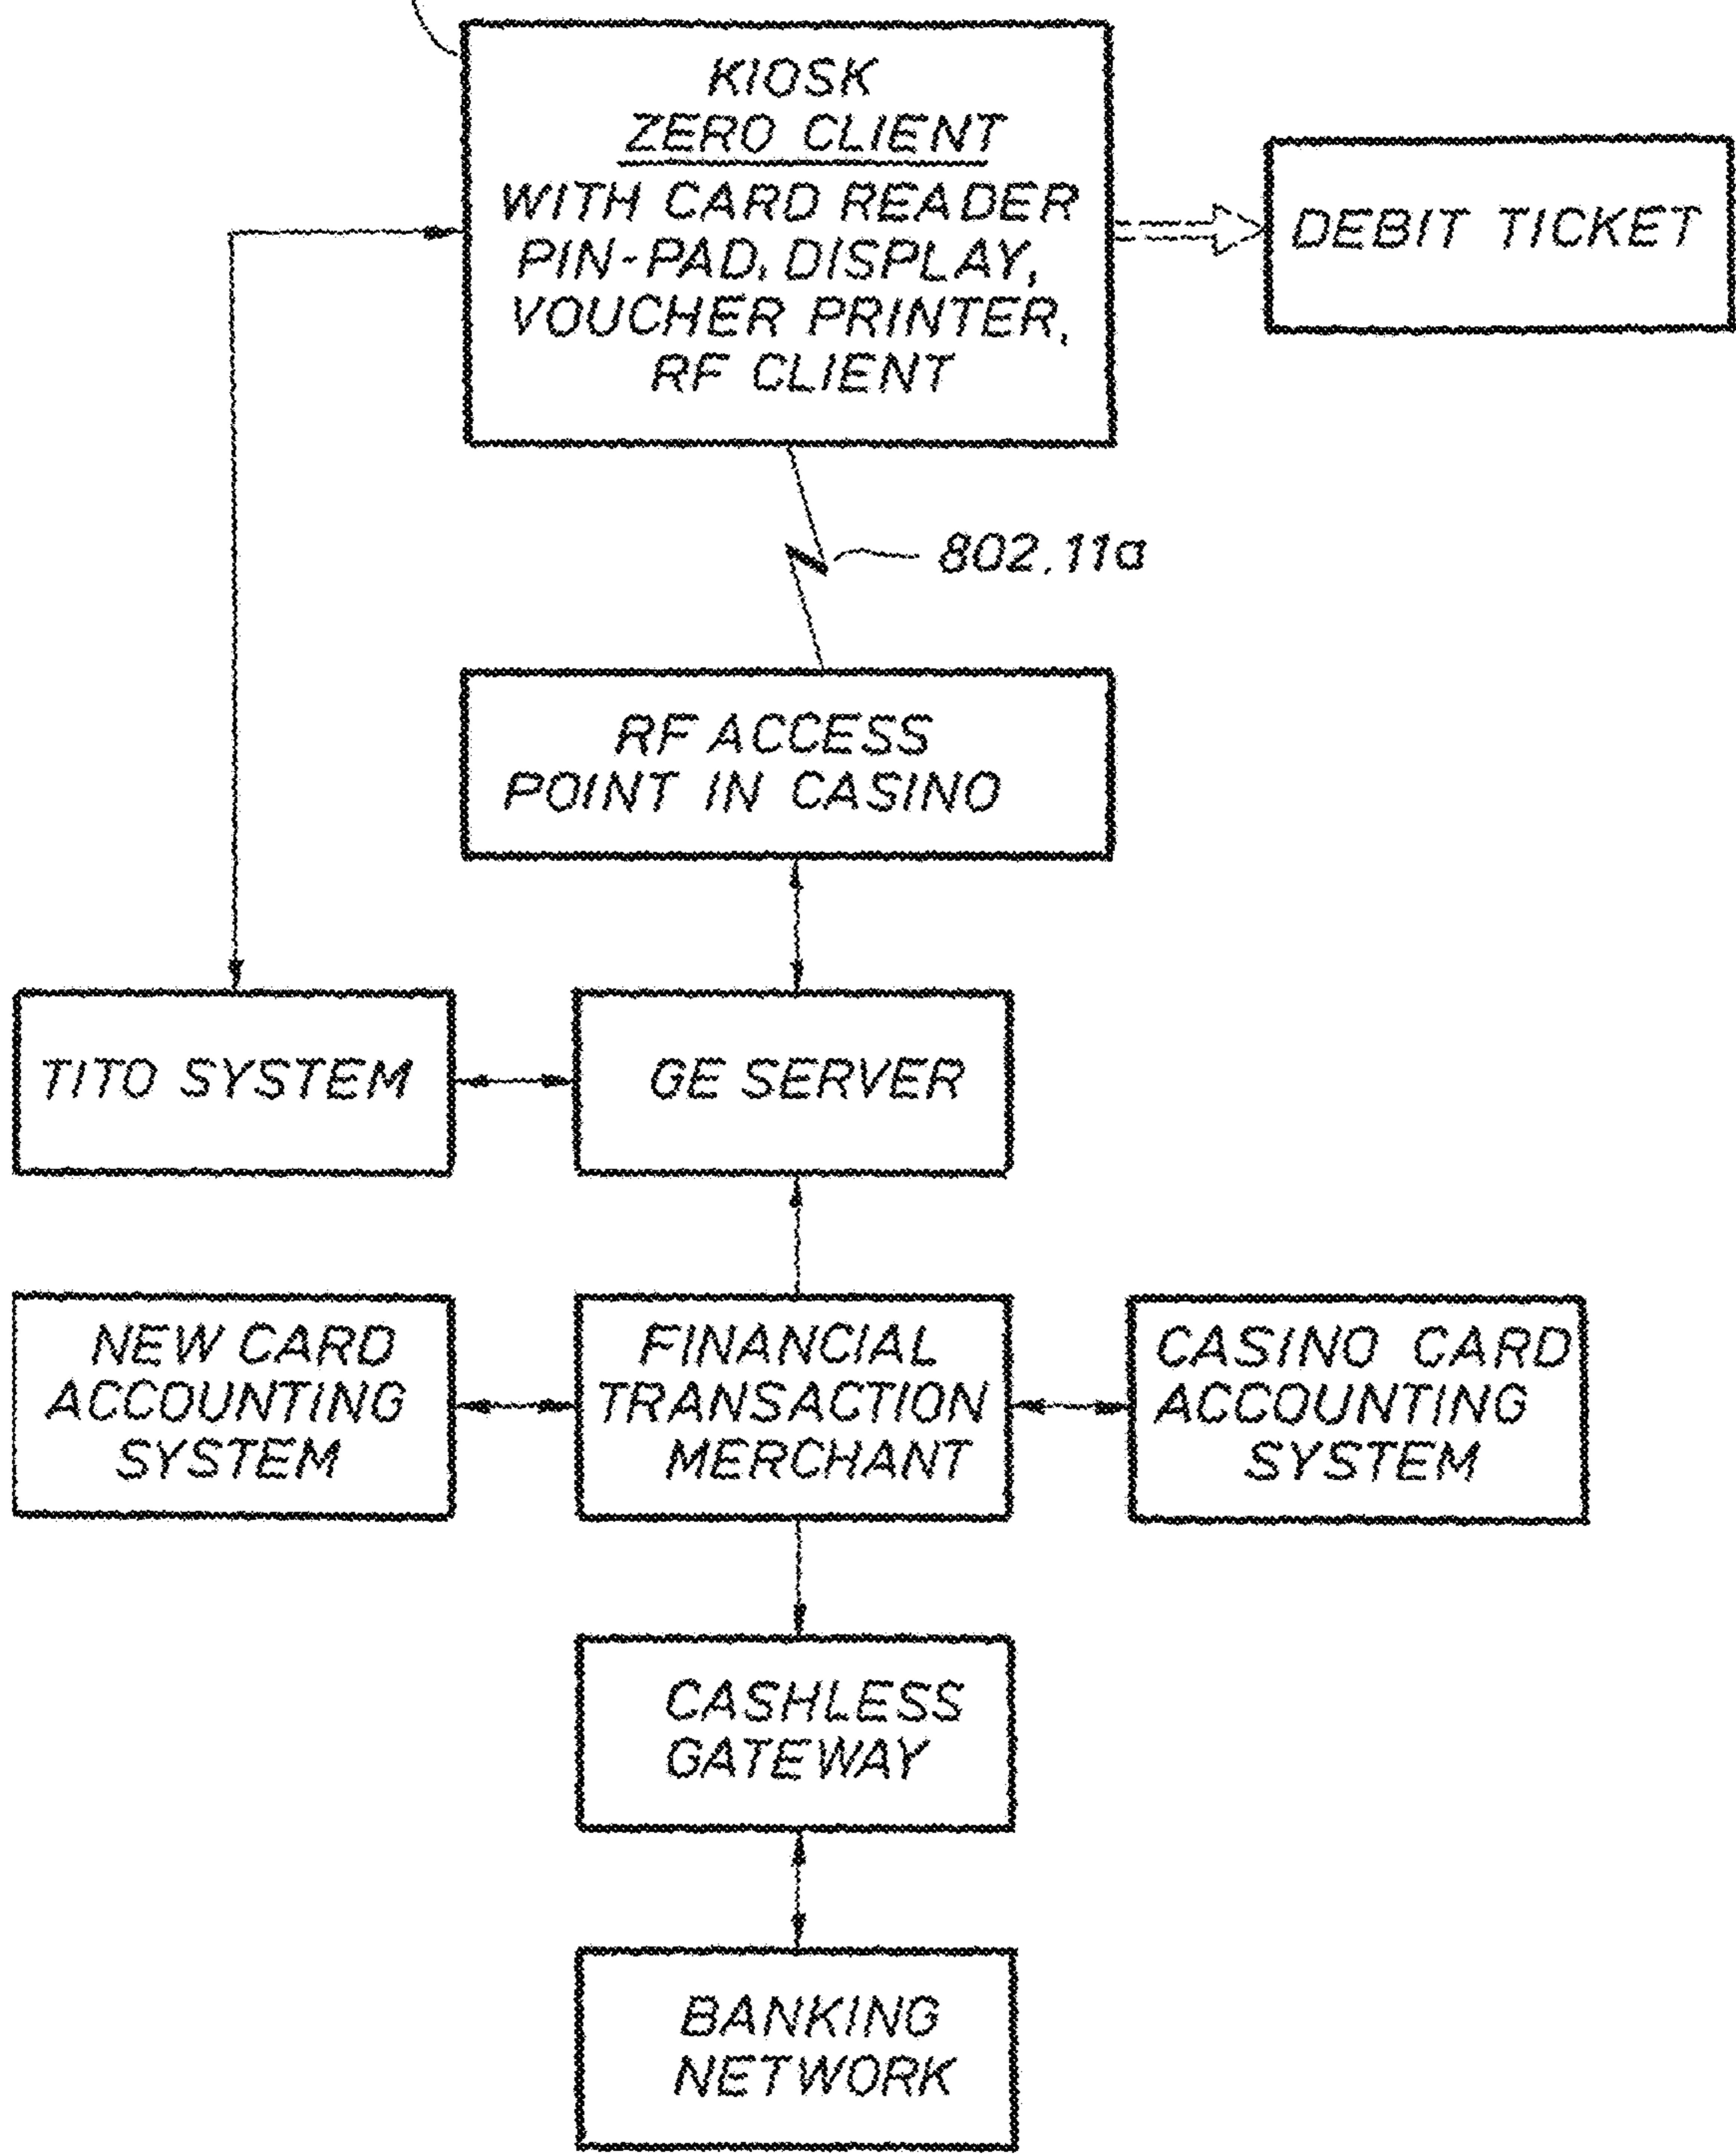 KIOSK
ZERO CLIENT
WITH CARD READER
PIN-PAD, DISPLAY,
VOUCHER PRINTER,
RF CLIENT
DEBIT TICKET
802.11a
RF ACCESS
POINT IN CASINO
TITO SYSTEM
GE SERVER
NEW CARD
ACCOUNTING
SYSTEM
FINANCIAL
TRANSACTION
MERCHANT
CASINO CARD
ACCOUNTING
SYSTEM
CASHLESS
GATEWAY
BANKING
NETWORK